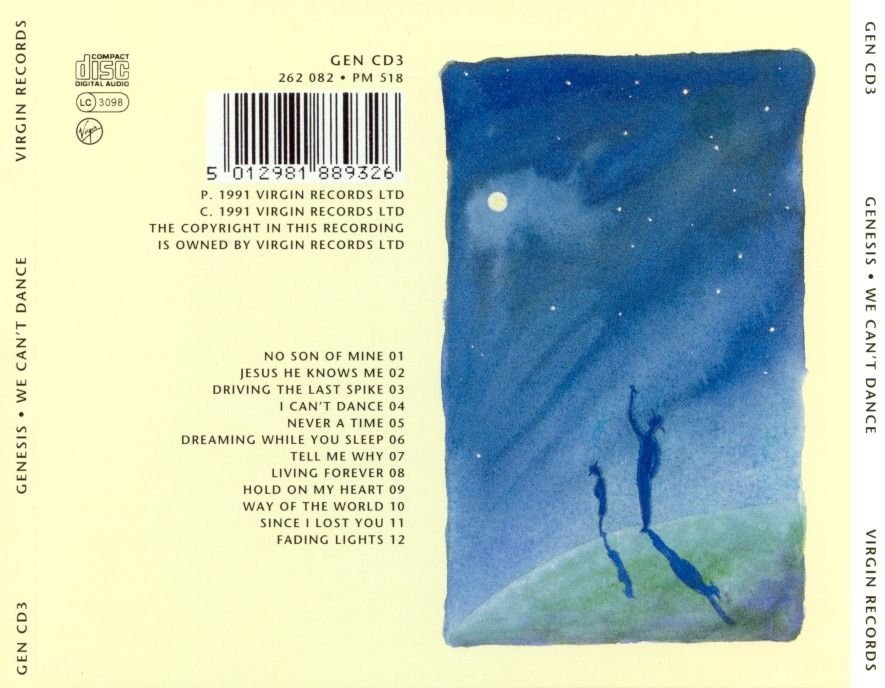 VIRGIN RECORDS
GENESIS • WE CAN'T DANCE
GEN CD3
COMPACT
disc
DIGITAL AUDIO
LC 3098
Virgin
GEN CD3
262 082 • PM 518
5 012981 889326
P. 1991 VIRGIN RECORDS LTD
C. 1991 VIRGIN RECORDS LTD
THE COPYRIGHT IN THIS RECORDING
IS OWNED BY VIRGIN RECORDS LTD
NO SON OF MINE 01
JESUS HE KNOWS ME 02
DRIVING THE LAST SPIKE 03
I CAN'T DANCE 04
NEVER A TIME 05
DREAMING WHILE YOU SLEEP 06
TELL ME WHY 07
LIVING FOREVER 08
HOLD ON MY HEART 09
WAY OF THE WORLD 10
SINCE I LOST YOU 11
FADING LIGHTS 12
GEN CD3
GENESIS • WE CAN'T DANCE
VIRGIN RECORDS